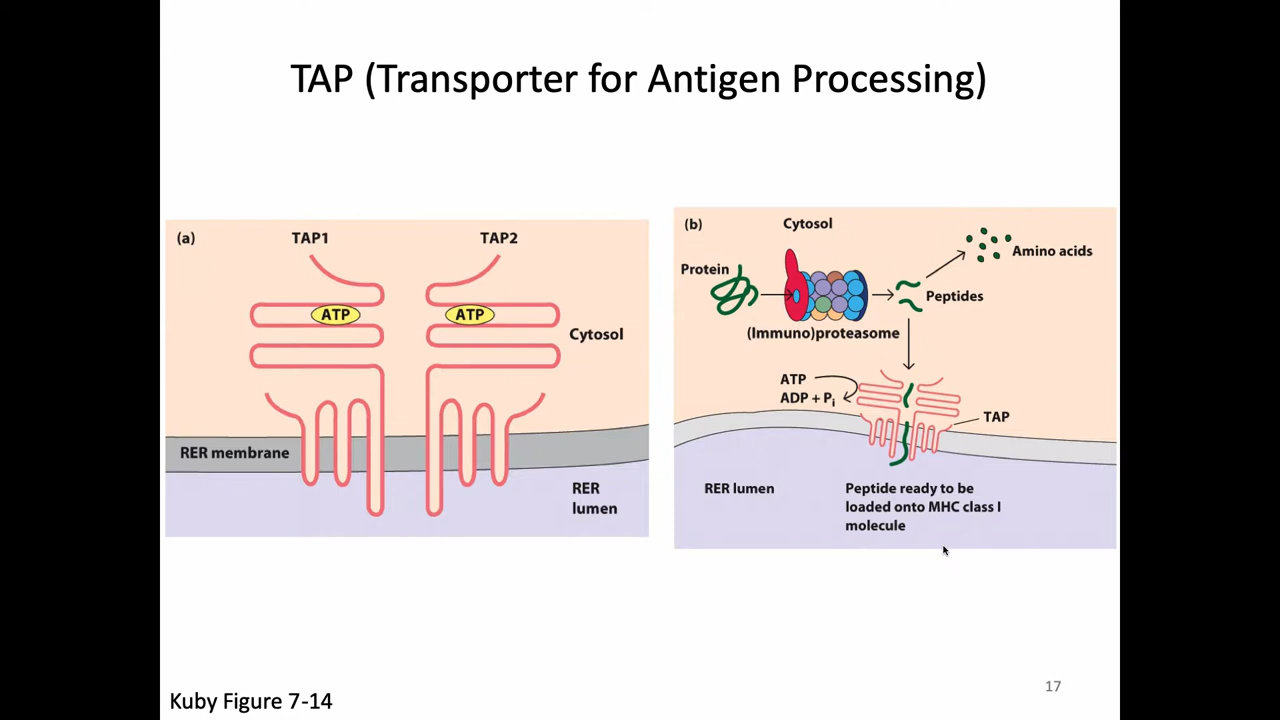 TAP (Transporter for Antigen Processing)
(a)
TAP1
TAP2
ATP
ATP
Cytosol
RER membrane
RER
lumen
(b)
Cytosol
Protein
Amino acids
Peptides
(Immuno)proteasome
ATP
ADP + Pi
TAP
RER lumen
Peptide ready to be
loaded onto MHC class I
molecule
17
Kuby Figure 7-14